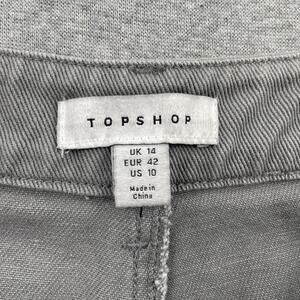 TOPSHOP
UK 14
EUR 42
US 10
Made in
China